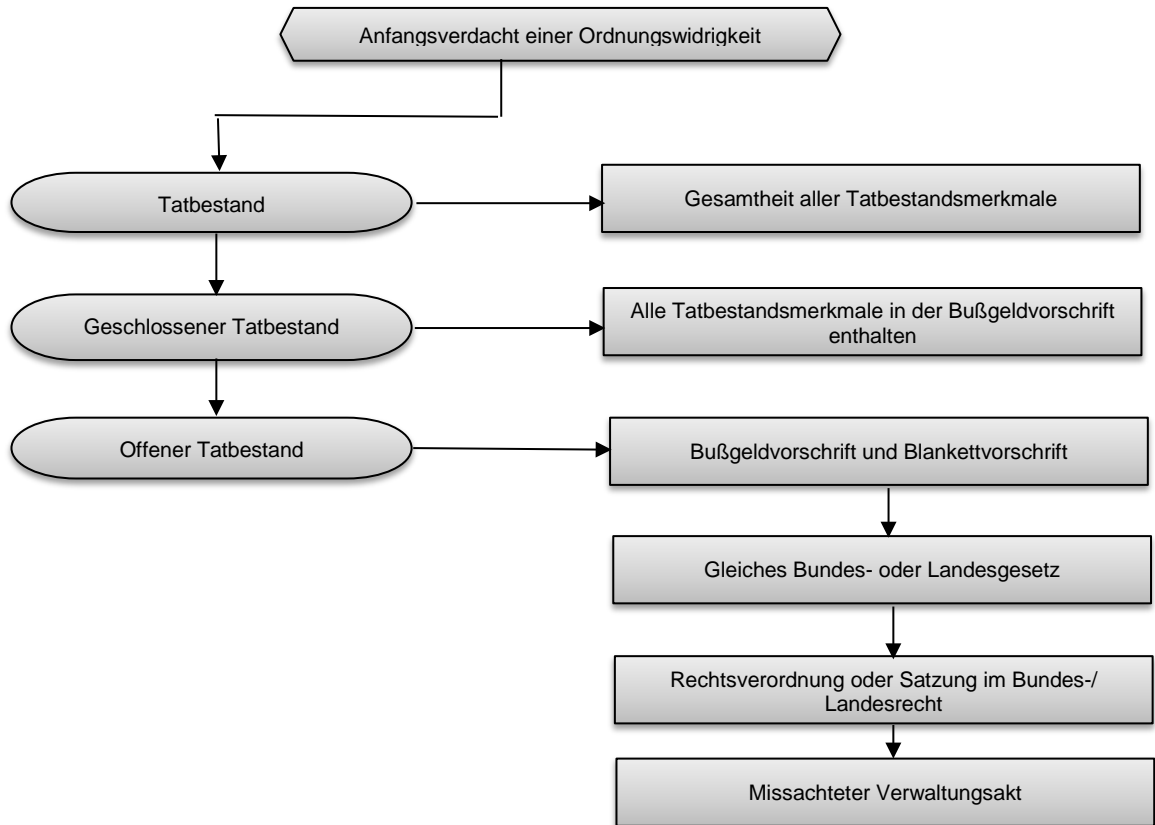 Anfangsverdacht einer Ordnungswidrigkeit
Tatbestand
Gesamtheit aller Tatbestandsmerkmale
Geschlossener Tatbestand
Alle Tatbestandsmerkmale in der Bußgeldvorschrift
enthalten
Offener Tatbestand
Bußgeldvorschrift und Blankettvorschrift
Gleiches Bundes- oder Landesgesetz
Rechtsverordnung oder Satzung im Bundes-/
Landesrecht
Missachteter Verwaltungsakt